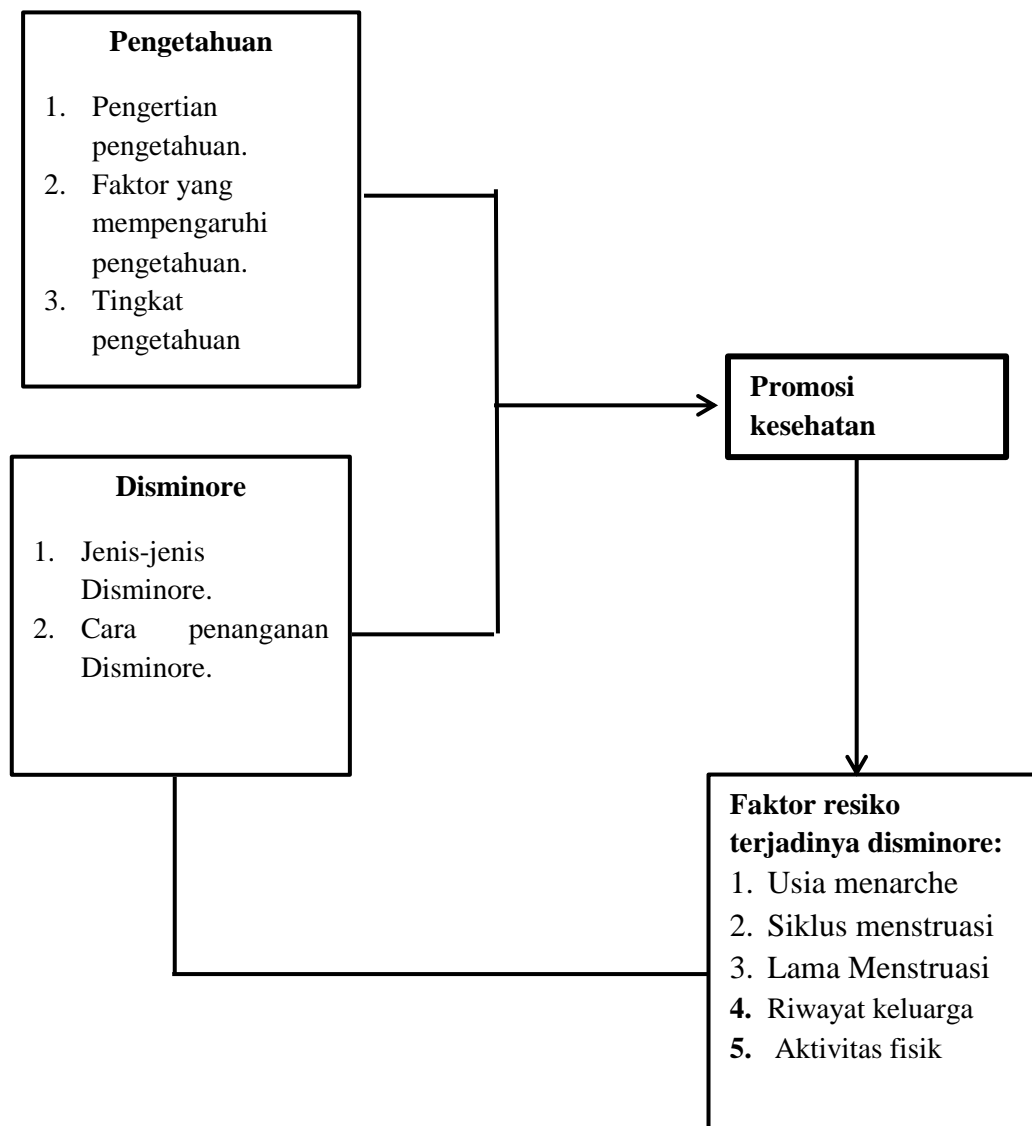 Pengetahuan
1. Pengertian
pengetahuan.
2. Faktor yang
mempengaruhi
pengetahuan.
3. Tingkat
pengetahuan
Promosi
kesehatan
Disminore
1. Jenis-jenis
Disminore.
2. Cara penanganan
Disminore.
Faktor resiko
terjadinya disminore:
1. Usia menarche
2. Siklus menstruasi
3. Lama Menstruasi
4. Riwayat keluarga
5. Aktivitas fisik